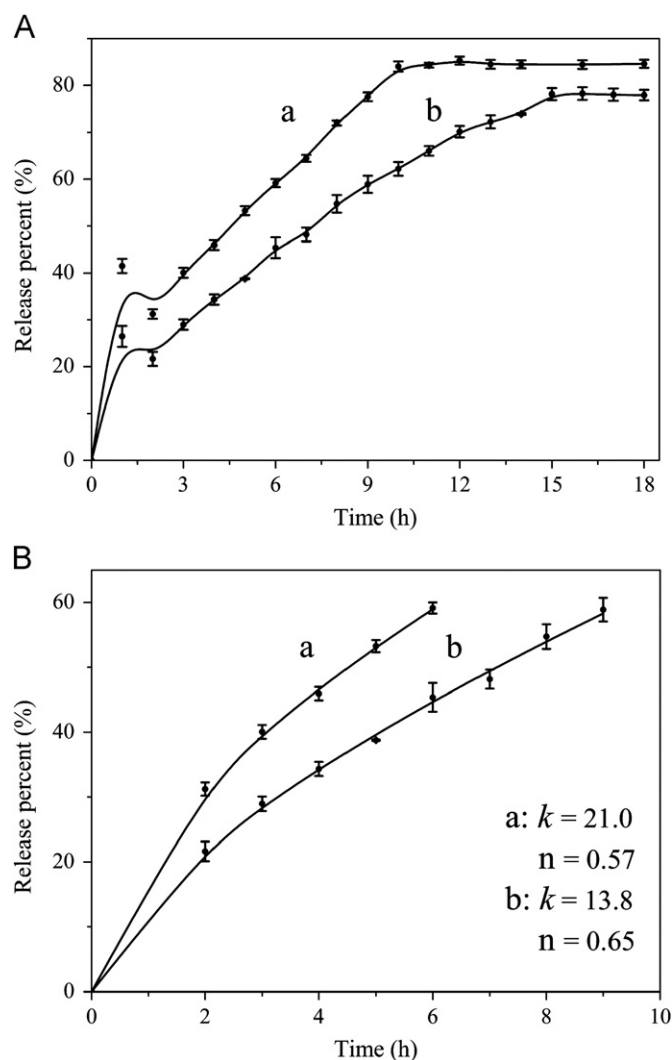 A
80
60
40
20
0
Release percent (%)
a
b
0 3 6 9 12 15 18
Time (h)
B
60
40
20
0
Release percent (%)
a
b
a: k = 21.0
n = 0.57
b: k = 13.8
n = 0.65
0 2 4 6 8 10
Time (h)